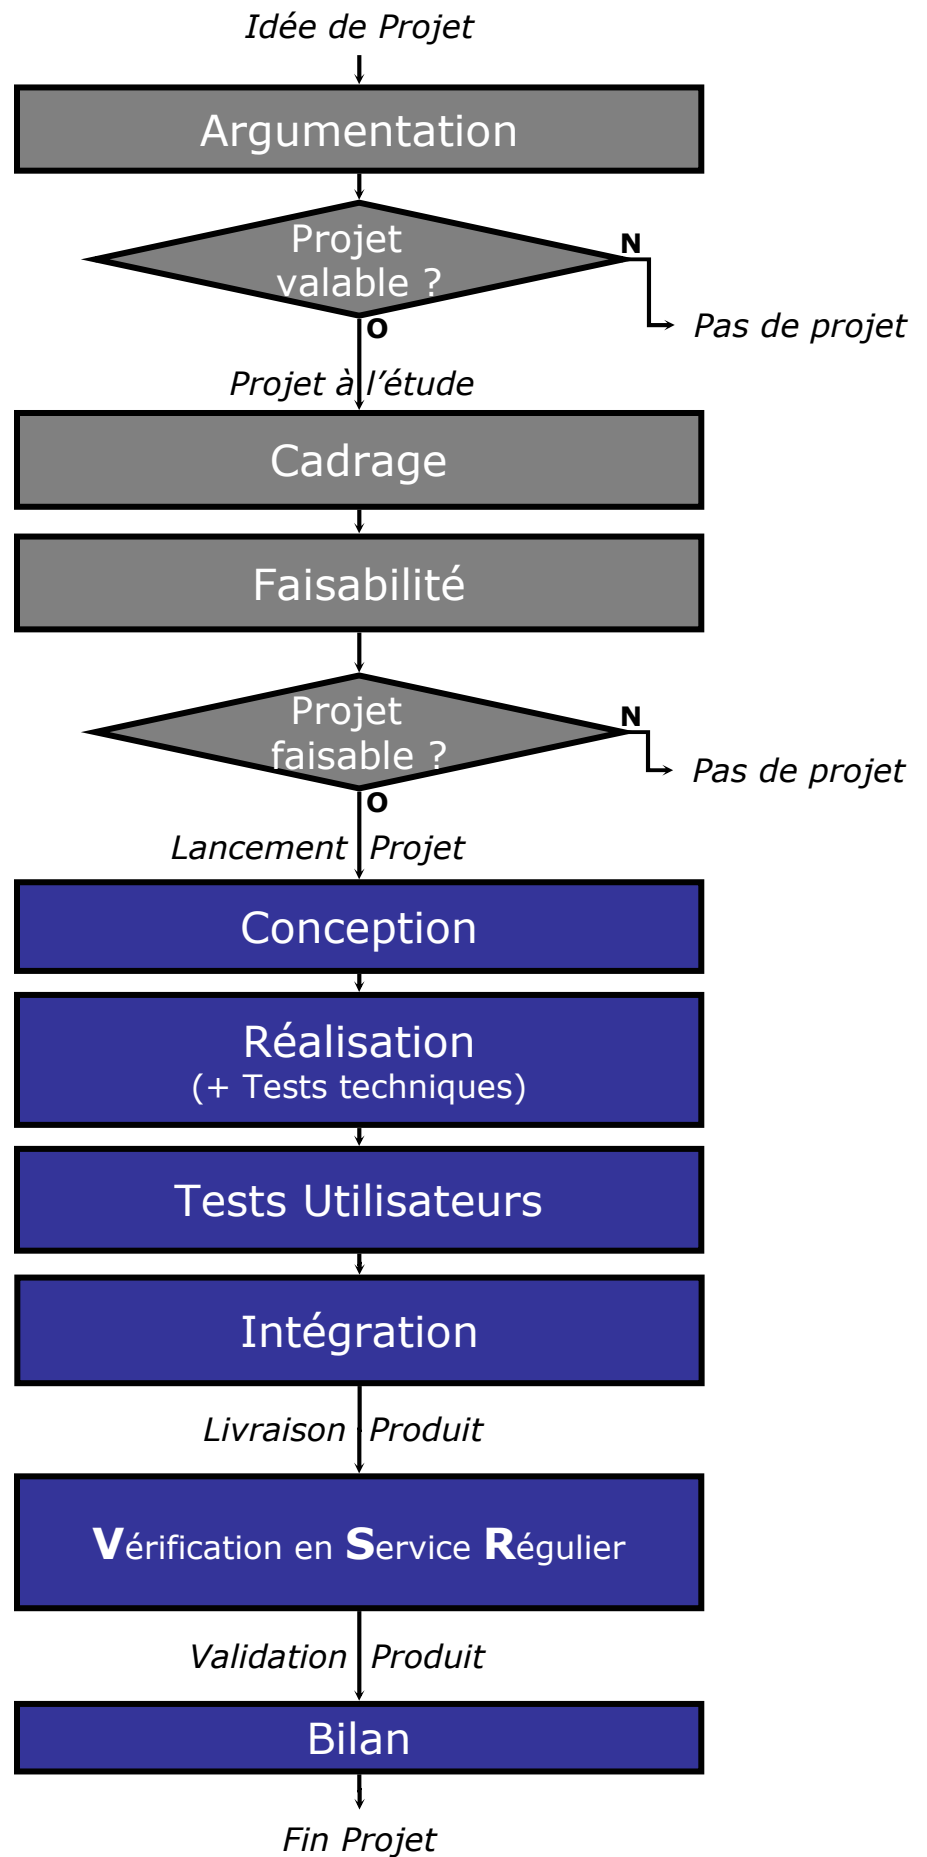 Idée de Projet
Argumentation
Projet
valable ?
N
O
Pas de projet
Projet à l’étude
Cadrage
Faisabilité
Projet
faisable ?
N
O
Pas de projet
Lancement Projet
Conception
Réalisation
(+ Tests techniques)
Tests Utilisateurs
Intégration
Livraison Produit
Vérification en Service Régulier
Validation Produit
Bilan
Fin Projet